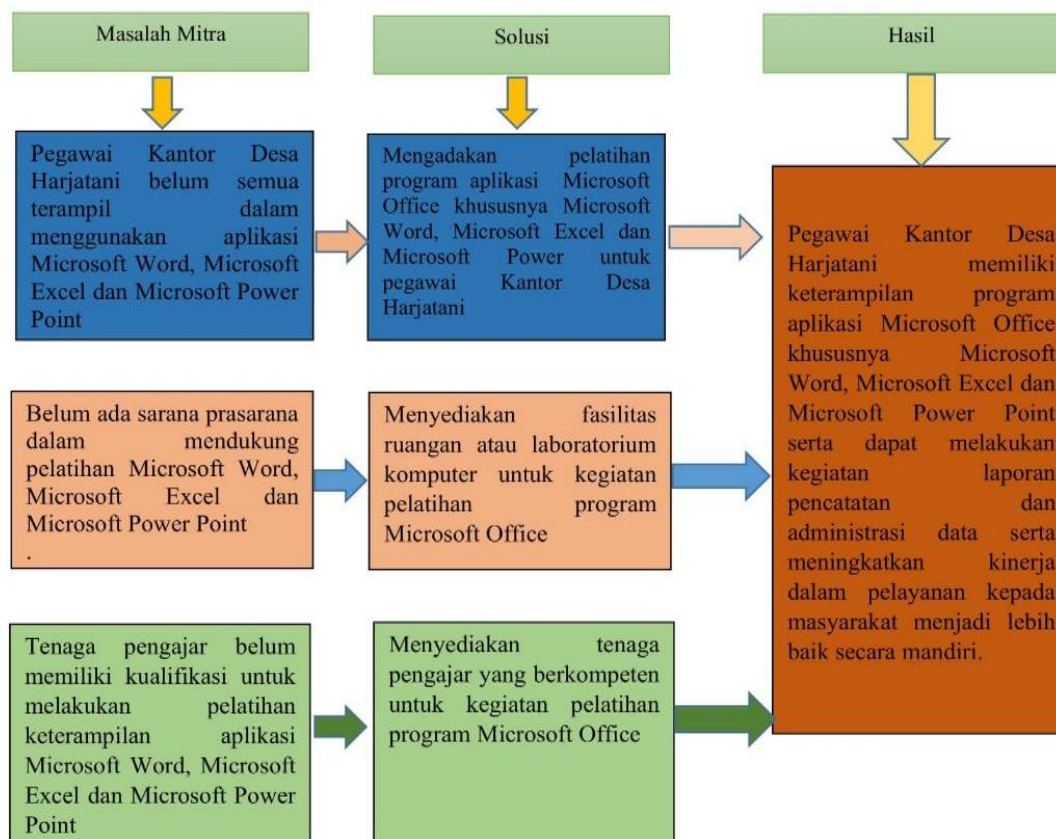 Masalah Mitra
Solusi
Hasil
Pegawai Kantor Desa
Harjatani belum semua
terampil dalam
menggunakan aplikasi
Microsoft Word, Microsoft
Excel dan Microsoft Power
Point
Mengadakan pelatihan
program aplikasi Microsoft
Office khususnya Microsoft
Word, Microsoft Excel dan
Microsoft Power untuk
pegawai Kantor Desa
Harjatani
Belum ada sarana prasarana
dalam mendukung
pelatihan Microsoft Word,
Microsoft Excel dan
Microsoft Power Point
.
Menyediakan fasilitas
ruangan atau laboratorium
komputer untuk kegiatan
pelatihan program
Microsoft Office
Tenaga pengajar belum
memiliki kualifikasi untuk
melakukan pelatihan
keterampilan aplikasi
Microsoft Word, Microsoft
Excel dan Microsoft Power
Point
Menyediakan tenaga
pengajar yang berkompeten
untuk kegiatan pelatihan
program Microsoft Office
Pegawai Kantor Desa
Harjatani memiliki
keterampilan program
aplikasi Microsoft Office
khususnya Microsoft
Word, Microsoft Excel dan
Microsoft Power Point
serta dapat melakukan
kegiatan laporan
pencatatan dan
administrasi data serta
meningkatkan kinerja
dalam pelayanan kepada
masyarakat menjadi lebih
baik secara mandiri.